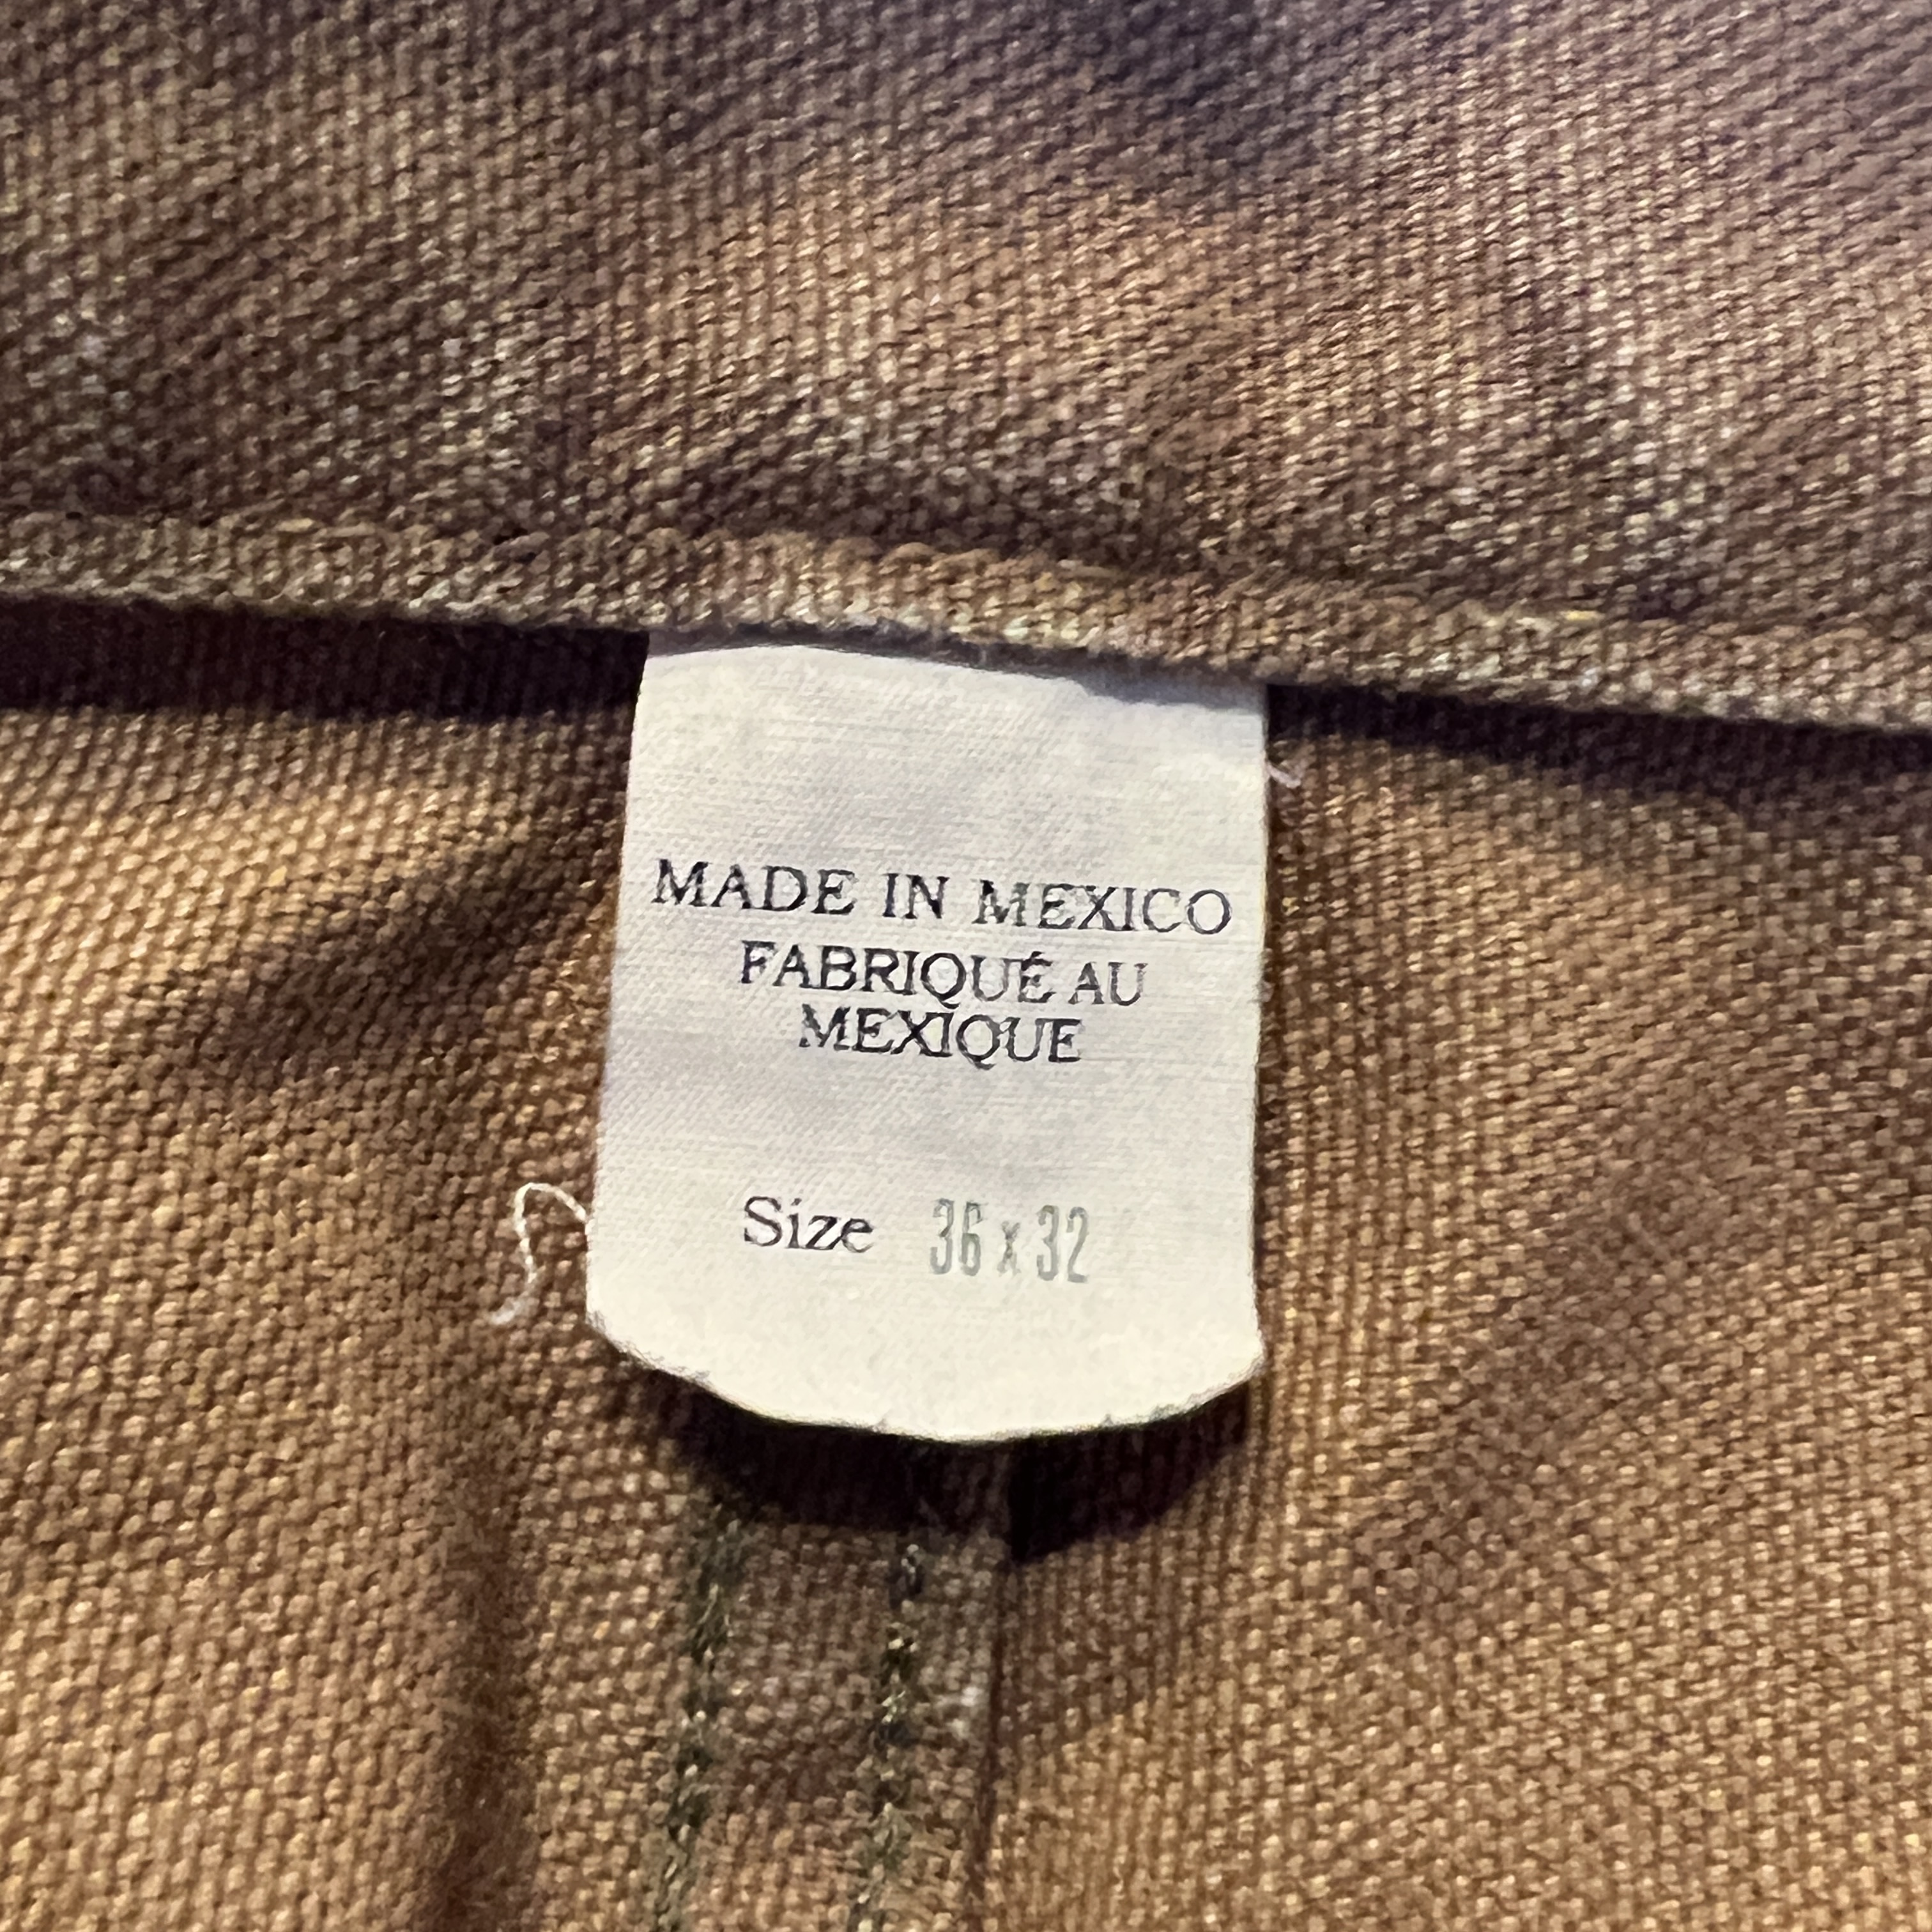 MADE IN MEXICO
FABRIQUÉ AU
MEXIQUE
Size 36 x 32